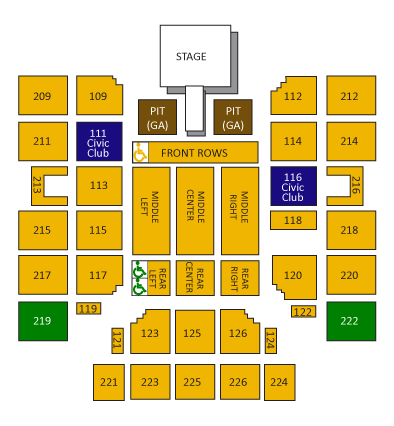 STAGE
209
109
PIT
(GA)
PIT
(GA)
112
212
211
111
Civic
Club
FRONT ROWS
114
214
213
113
MIDDLE
LEFT
MIDDLE
CENTER
MIDDLE
RIGHT
116
Civic
Club
216
215
115
118
218
217
117
REAR
LEFT
REAR
CENTER
REAR
RIGHT
120
220
219
119
122
222
121
123
125
126
124
221
223
225
226
224